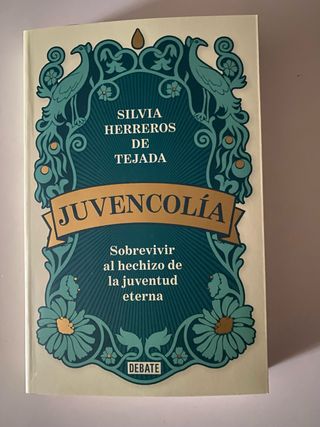 SILVIA
HERREROS
DE
TEJADA
JUVENCOLÍA
Sobrevivir
al hechizo de
la juventud
eterna
DEBATE